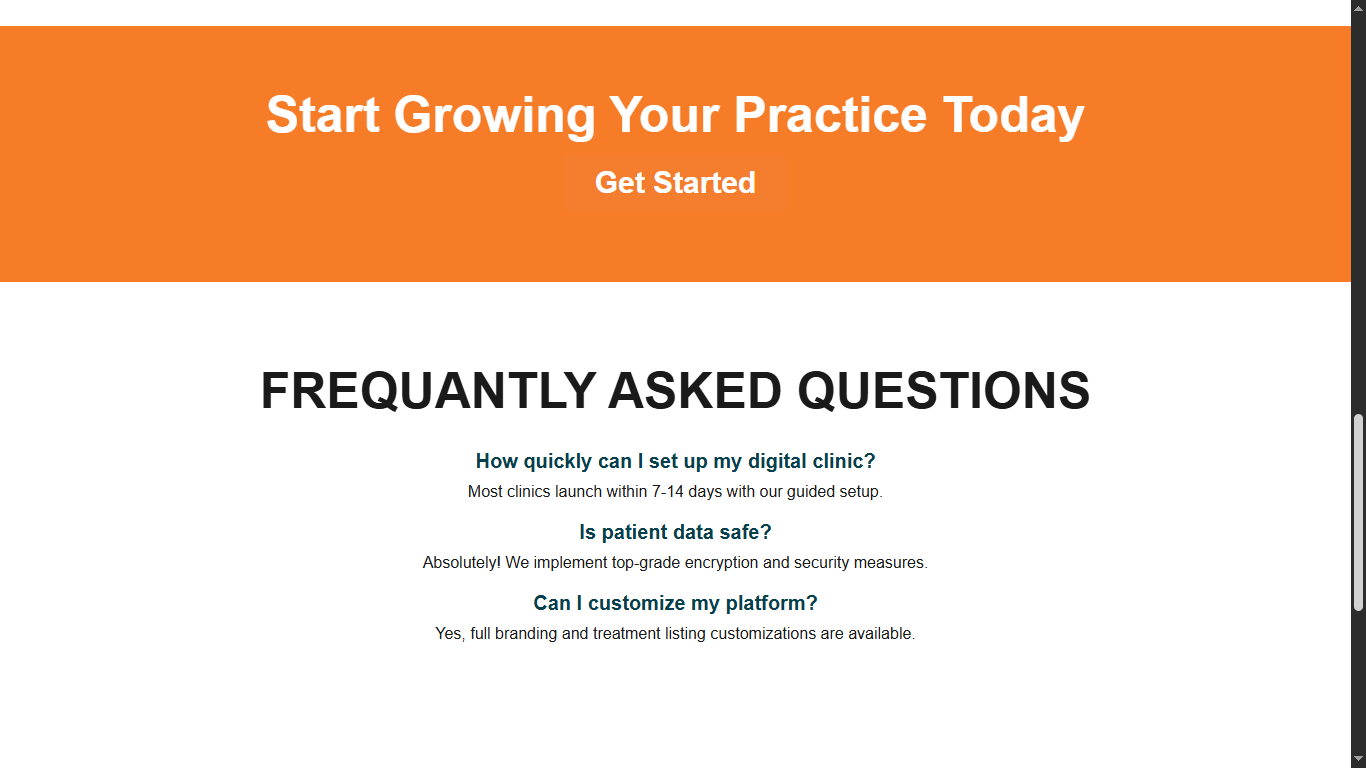 Start Growing Your Practice Today
Get Started
FREQUANTLY ASKED QUESTIONS
How quickly can I set up my digital clinic?
Most clinics launch within 7-14 days with our guided setup.
Is patient data safe?
Absolutely! We implement top-grade encryption and security measures.
Can I customize my platform?
Yes, full branding and treatment listing customizations are available.